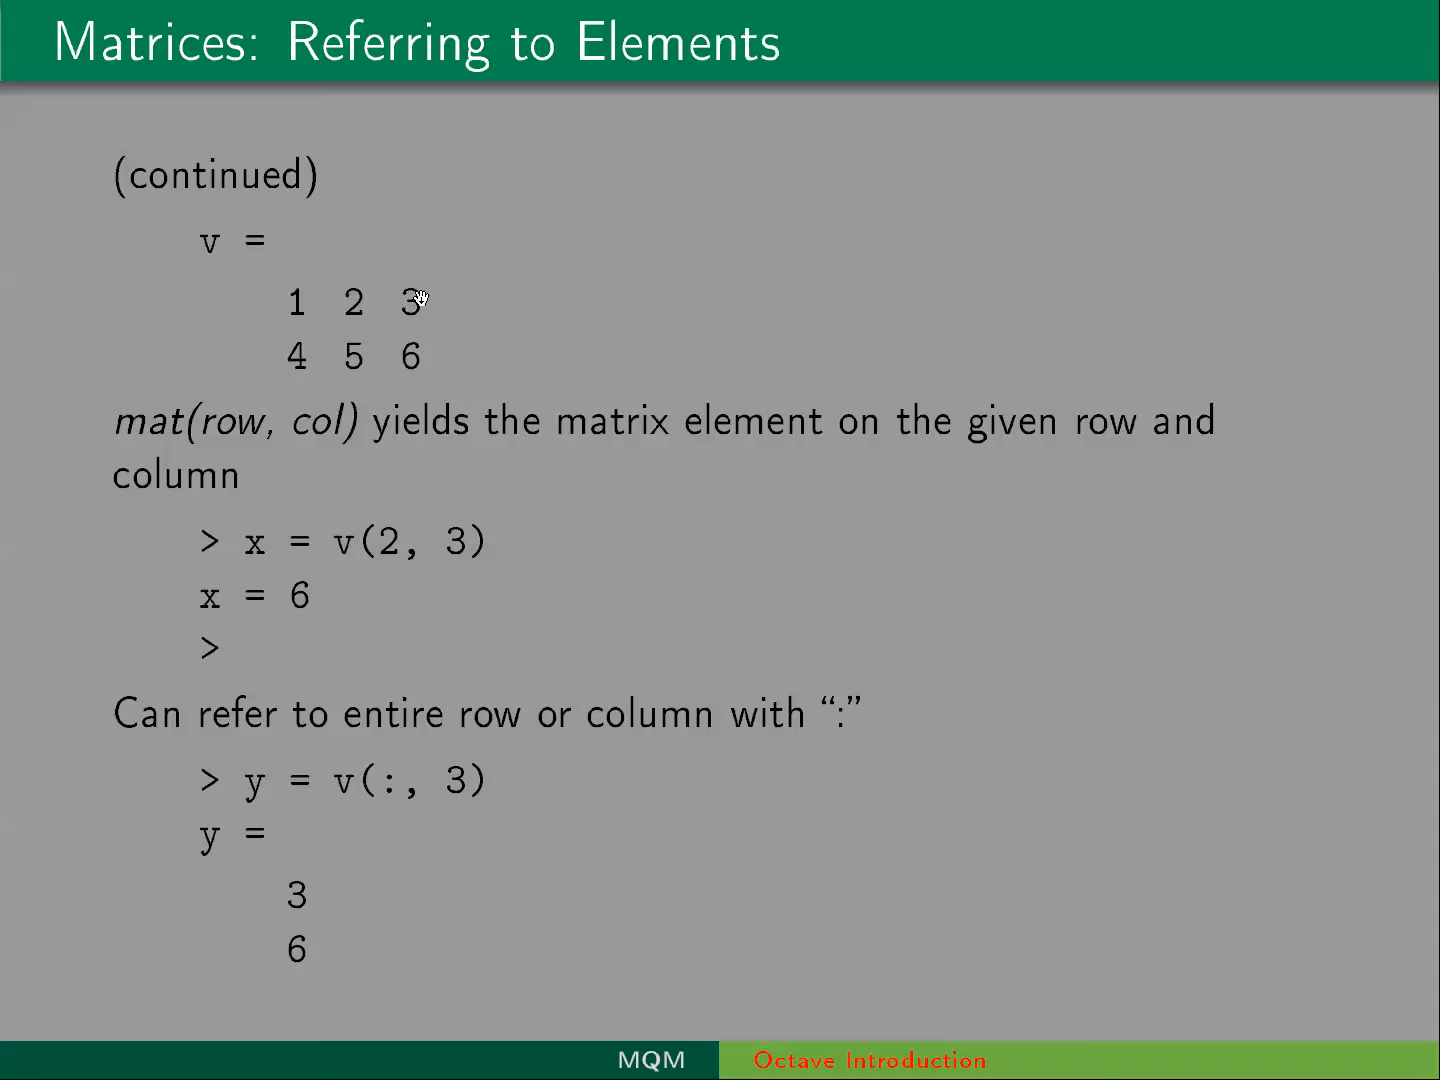 Matrices: Referring to Elements
(continued)
v =
1 2 3
4 5 6
mat(row, col) yields the matrix element on the given row and
column
> x = v(2, 3)
x = 6
>
Can refer to entire row or column with “:”
> y = v(:, 3)
y =
3
6
MQM Octave Introduction